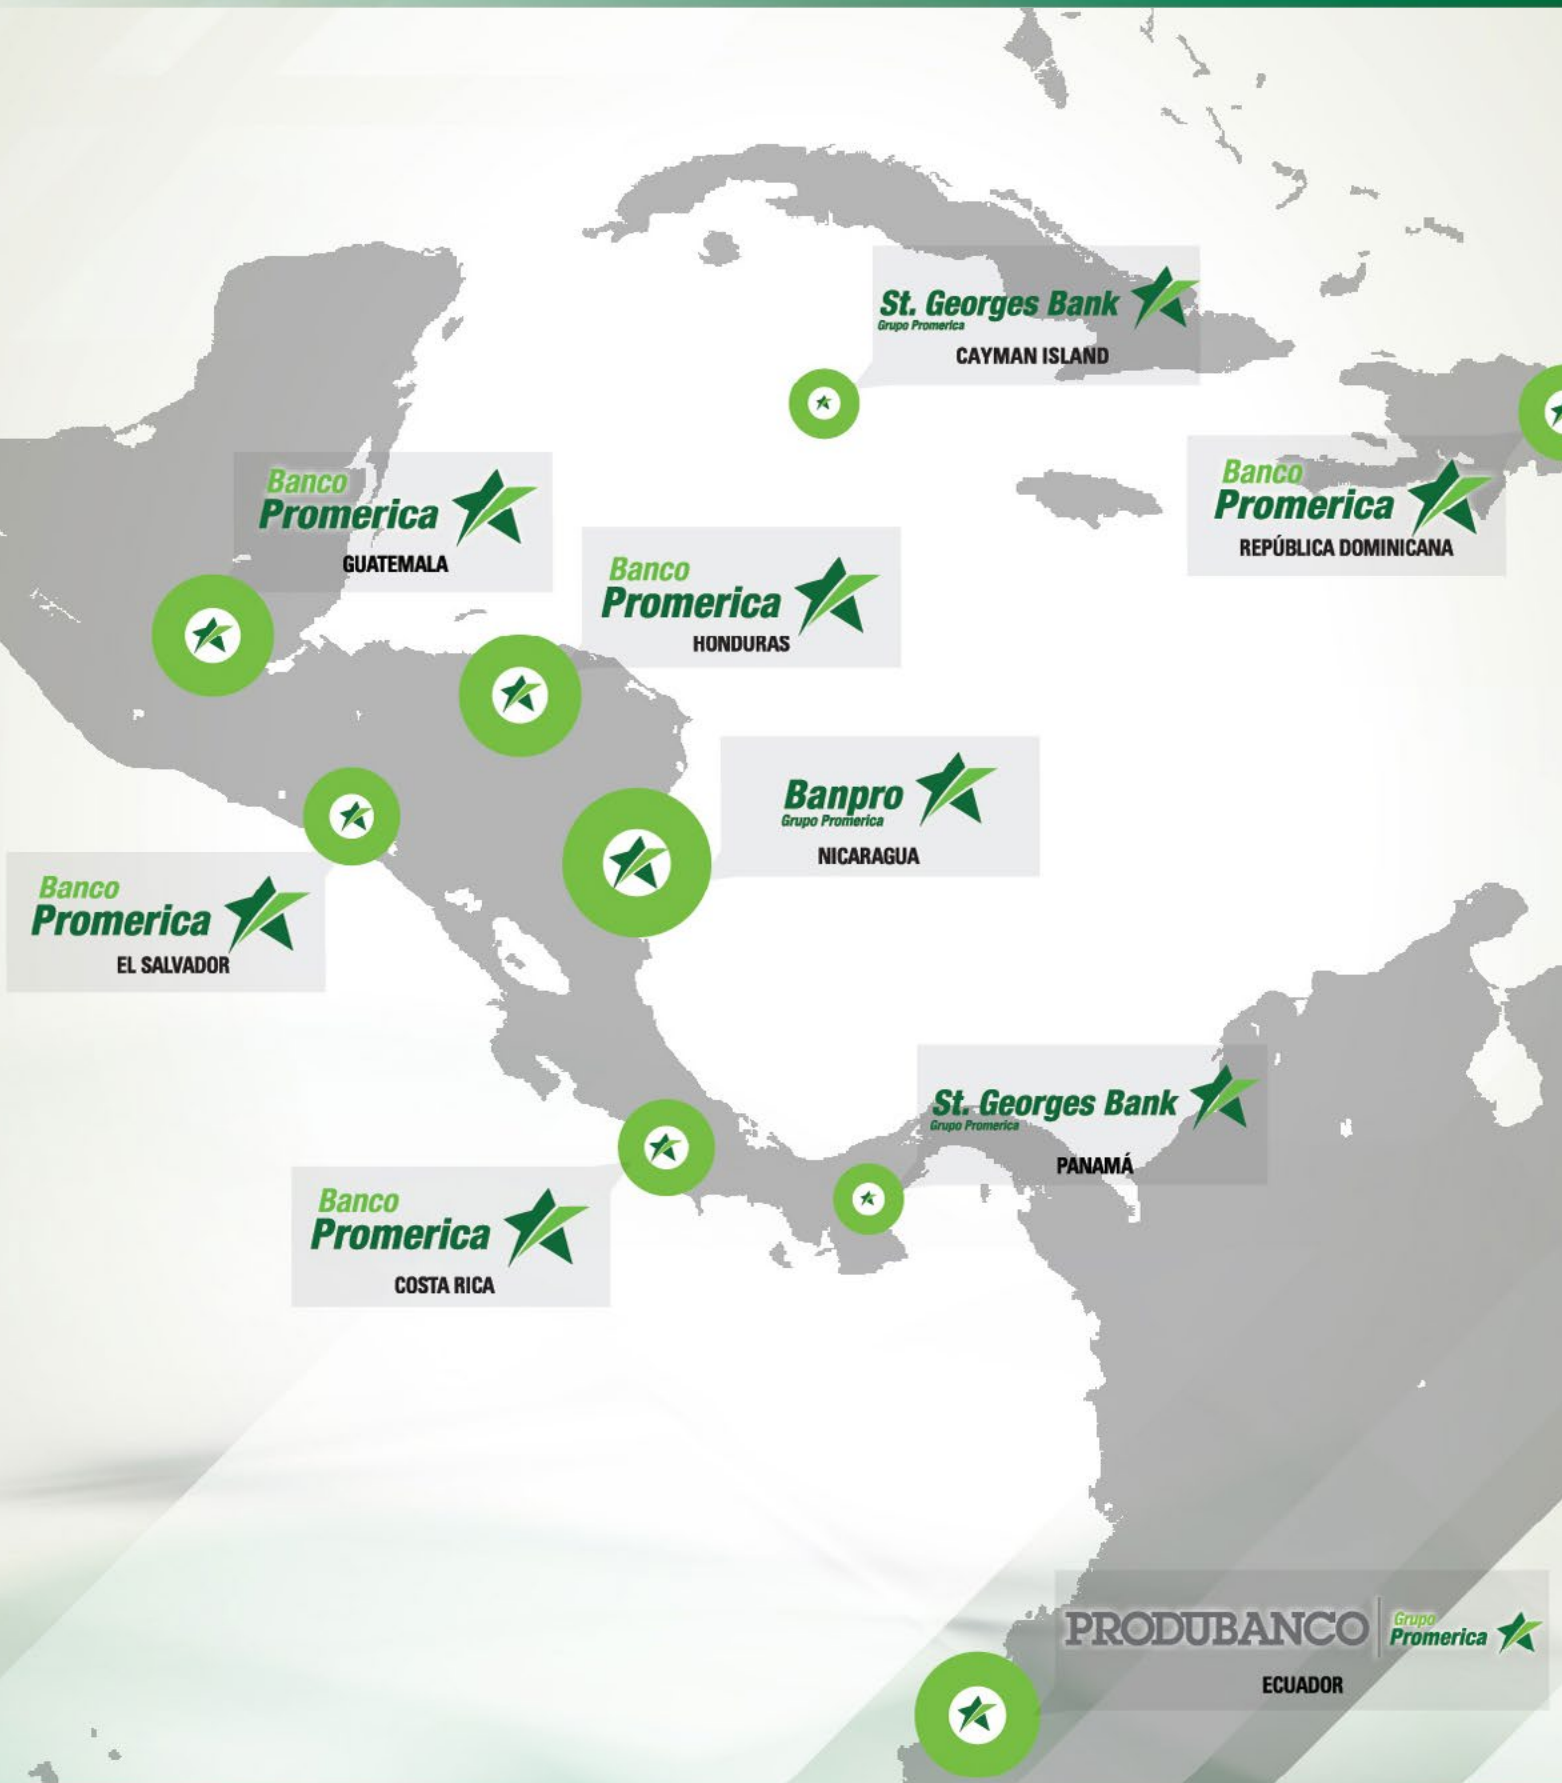 St. Georges Bank
Grupo Promerica
CAYMAN ISLAND
Banco
Promerica
GUATEMALA
Banco
Promerica
REPÚBLICA DOMINICANA
Banco
Promerica
HONDURAS
Banpro
Grupo Promerica
NICARAGUA
Banco
Promerica
EL SALVADOR
St. Georges Bank
Grupo Promerica
PANAMÁ
Banco
Promerica
COSTA RICA
PRODUBANCO Grupo
Promerica
ECUADOR